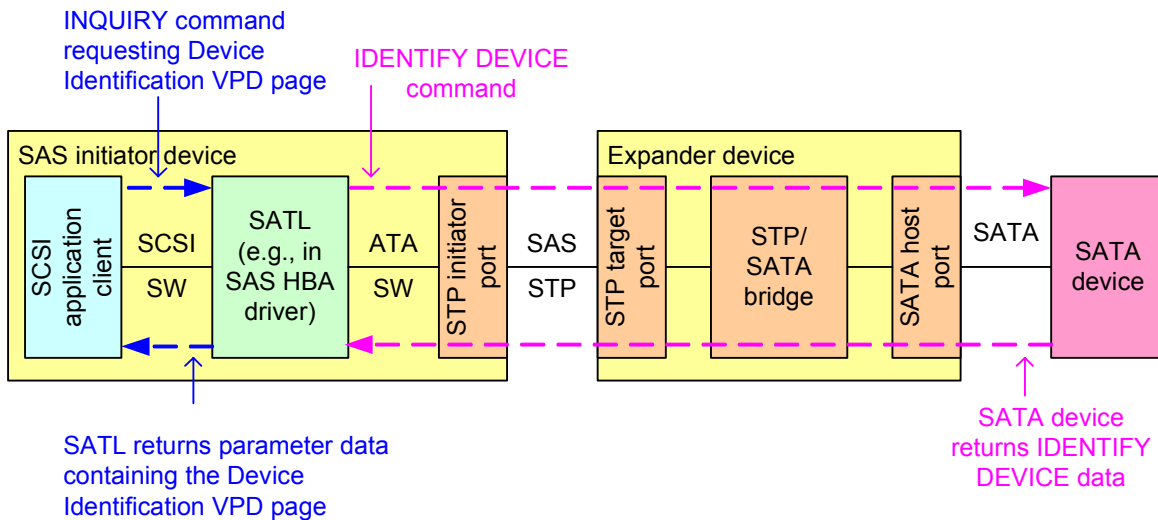 INQUIRY command
requesting Device
Identification VPD page
IDENTIFY DEVICE
command
SAS initiator device
Expander device
SCSI
application
client
SCSI
SW
SATL
(e.g., in
SAS HBA
driver)
ATA
SW
STP initiator
port
SAS
STP
STP target
port
STP/
SATA
bridge
SATA host
port
SATA
SATA
device
SATL returns parameter data
containing the Device
Identification VPD page
SATA device
returns IDENTIFY
DEVICE data